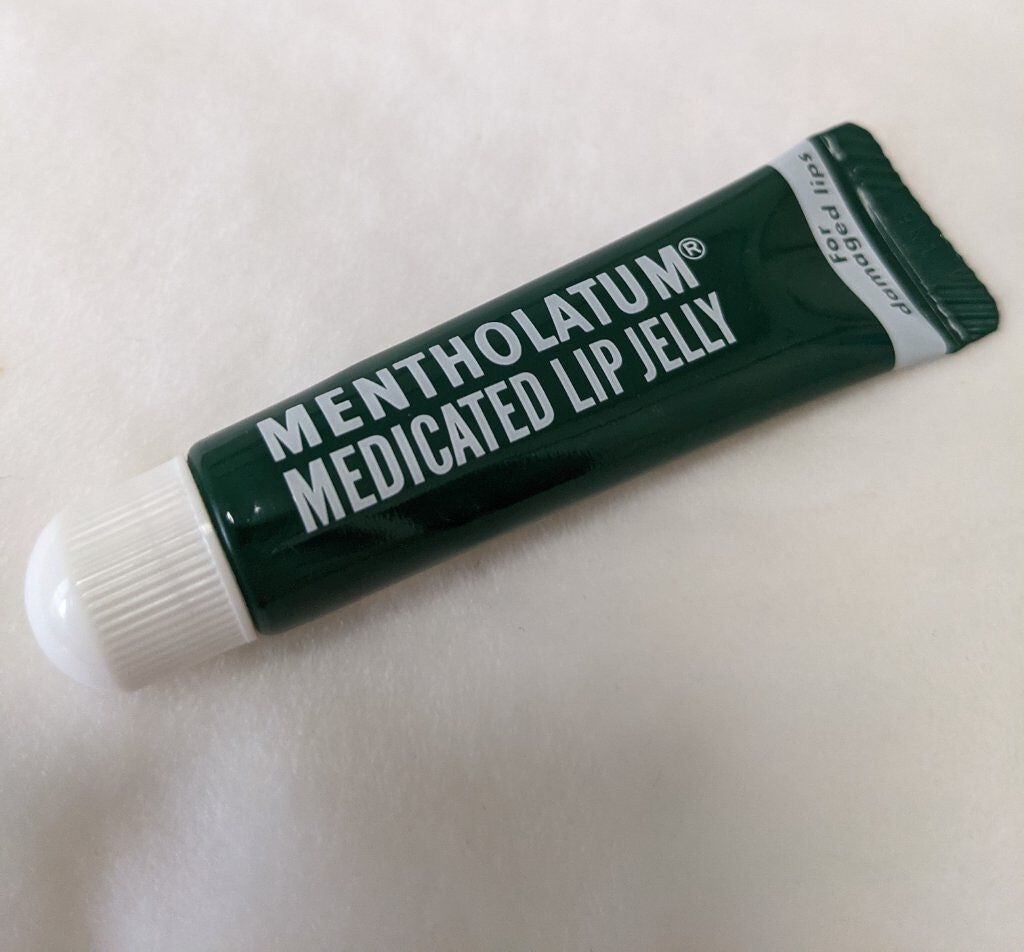 MENTHOLATUM®
MEDICATED LIP JELLY
For
damaged lips